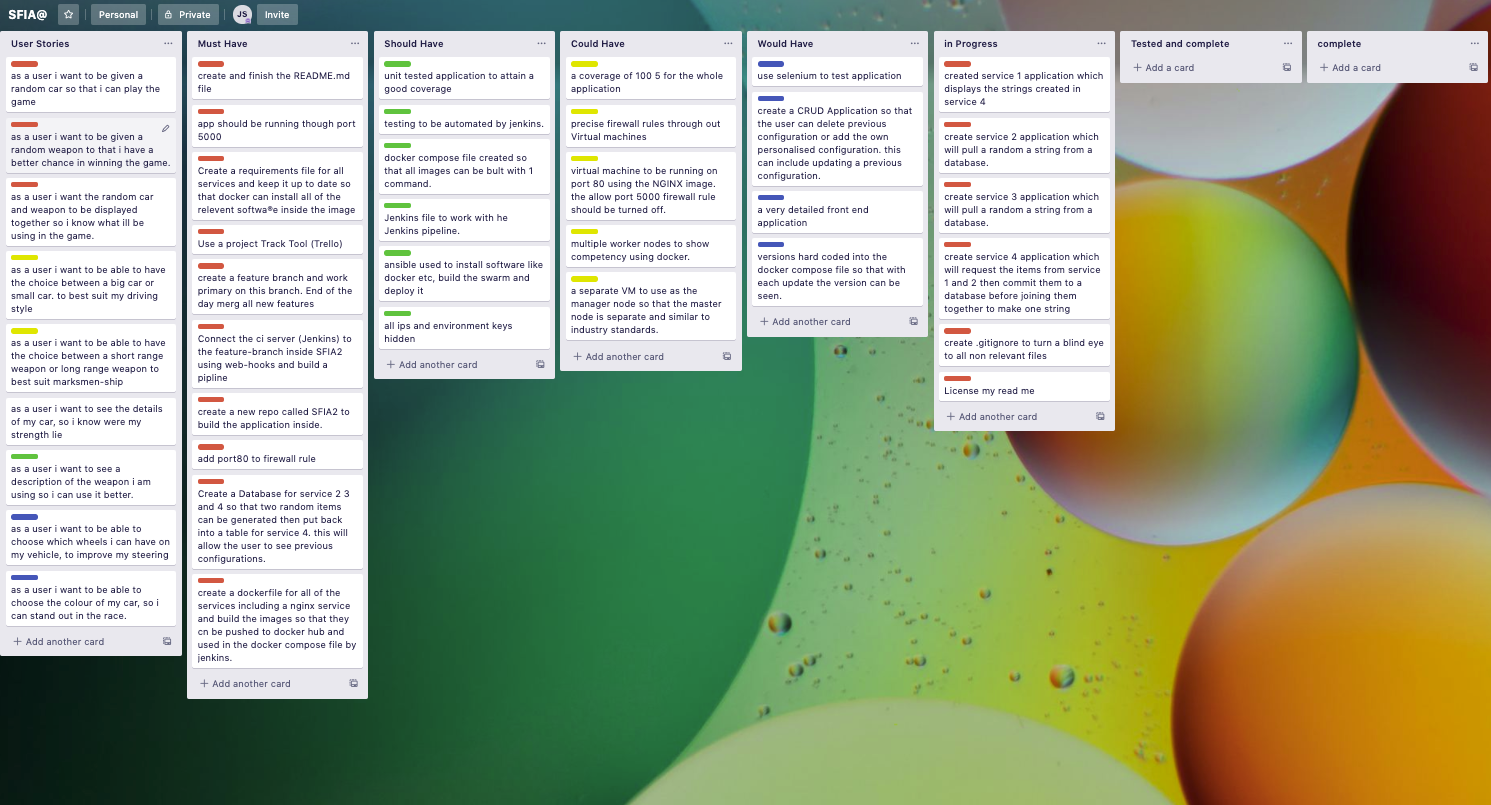 SFIA@
Personal
Private
JS
Invite
User Stories
as a user i want to be given a
random car so that i can play the
game
as a user i want to be given a
random weapon to that i have a
better chance in winning the game.
as a user i want the random car
and weapon to be displayed
together so i know what ill be
using in the game.
as a user i want to be able to have
the choice between a big car or
small car. to best suit my driving
style
as a user i want to be able to have
the choice between a short range
weapon or long range weapon to
best suit marksmen-ship
as a user i want to see the details
of my car, so i know were my
strength lie
as a user i want to see a
description of the weapon i am
using so i can use it better.
as a user i want to be able to
choose which wheels i can have on
my vehicle, to improve my steering
as a user i want to be able to
choose the colour of my car, so i
can stand out in the race.
+ Add another card
Must Have
create and finish the README.md
file
app should be running though port
5000
Create a requirements file for all
services and keep it up to date so
that docker can install all of the
relevent softwa®e inside the image
Use a project Track Tool (Trello)
create a feature branch and work
primary on this branch. End of the
day merg all new features
Connect the ci server (Jenkins) to
the feature-branch inside SFIA2
using web-hooks and build a
pipline
create a new repo called SFIA2 to
build the application inside.
add port80 to firewall rule
Create a Database for service 2 3
and 4 so that two random items
can be generated then put back
into a table for service 4. this will
allow the user to see previous
configurations.
create a dockerfile for all of the
services including a nginx service
and build the images so that they
cn be pushed to docker hub and
used in the docker compose file by
jenkins.
+ Add another card
Should Have
unit tested application to attain a
good coverage
testing to be automated by jenkins.
docker compose file created so
that all images can be bult with 1
command.
Jenkins file to work with he
Jenkins pipeline.
ansible used to install software like
docker etc, build the swarm and
deploy it
all ips and environment keys
hidden
+ Add another card
Could Have
a coverage of 100 5 for the whole
application
precise firewall rules through out
Virtual machines
virtual machine to be running on
port 80 using the NGINX image.
the allow port 5000 firewall rule
should be turned off.
multiple worker nodes to show
competency using docker.
a separate VM to use as the
manager node so that the master
node is separate and similar to
industry standards.
+ Add another card
Would Have
use selenium to test application
create a CRUD Application so that
the user can delete previous
configuration or add the own
personalised configuration. this
can include updating a previous
configuration.
a very detailed front end
application
versions hard coded into the
docker compose file so that with
each update the version can be
seen.
+ Add another card
in Progress
created service 1 application which
displays the strings created in
service 4
create service 2 application which
will pull a random a string from a
database.
create service 3 application which
will pull a random a string from a
database.
create service 4 application which
will request the items from service
1 and 2 then commit them to a
database before joining them
together to make one string
create .gitignore to turn a blind eye
to all non relevant files
License my read me
+ Add another card
Tested and complete
+ Add a card
complete
+ Add a card